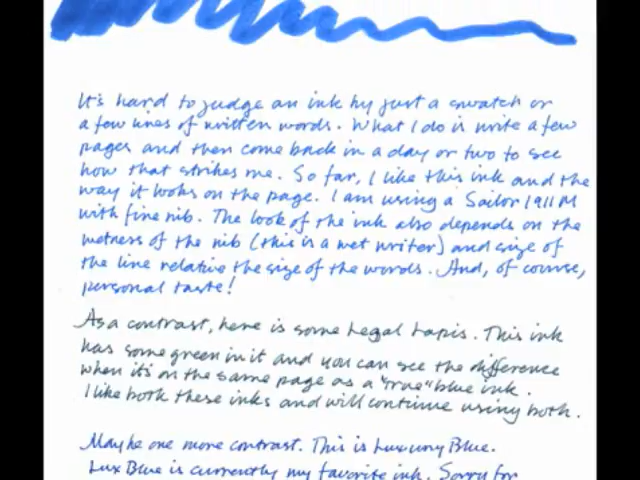 It's hard to judge an ink by just a swatch or
a few lines of written words. What I do is write a few
pages and then come back in a day or two to see
how that strikes me. So far, I like this ink and the
way it looks on the page. I am using a Sailor 1911M
with fine nib. The look of the ink also depends on the
wetness of the nib (this is a wet writer) and size of
the line relative the size of the words. And, of course,
personal taste!
As a contrast, here is some Legal Lapis. This ink
has some green in it and you can see the difference
when it's on the same page as a "true" blue ink.
I like both these inks and will continue using both.
Maybe one more contrast. This is Luxury Blue.
Lux Blue is currently my favorite ink. Sorry for